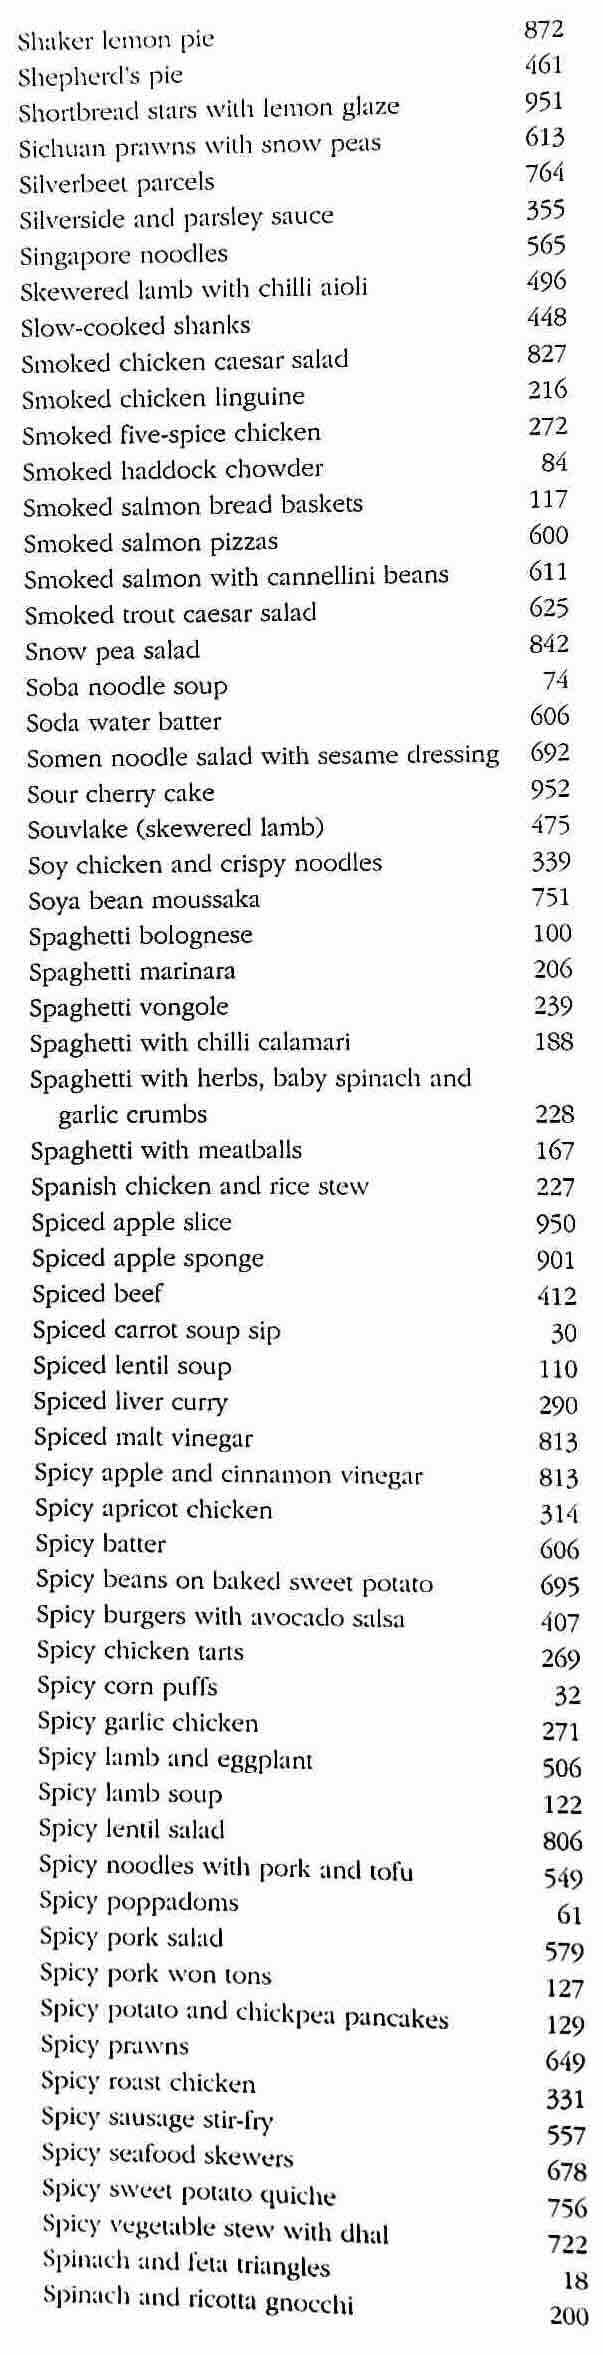 Shaker lemon pie 872
Shepherd's pie 461
Shortbread stars with lemon glaze 951
Sichuan prawns with snow peas 613
Silverbeet parcels 764
Silverside and parsley sauce 355
Singapore noodles 565
Skewered lamb with chilli aioli 496
Slow-cooked shanks 448
Smoked chicken caesar salad 827
Smoked chicken linguine 216
Smoked five-spice chicken 272
Smoked haddock chowder 84
Smoked salmon bread baskets 117
Smoked salmon pizzas 600
Smoked salmon with cannellini beans 611
Smoked trout caesar salad 625
Snow pea salad 842
Soba noodle soup 74
Soda water batter 606
Somen noodle salad with sesame dressing 692
Sour cherry cake 952
Souvlake (skewered lamb) 475
Soy chicken and crispy noodles 339
Soya bean moussaka 751
Spaghetti bolognese 100
Spaghetti marinara 206
Spaghetti vongole 239
Spaghetti with chilli calamari 188
Spaghetti with herbs, baby spinach and
garlic crumbs 228
Spaghetti with meatballs 167
Spanish chicken and rice stew 227
Spiced apple slice 950
Spiced apple sponge 901
Spiced beef 412
Spiced carrot soup sip 30
Spiced lentil soup 110
Spiced liver curry 290
Spiced malt vinegar 813
Spicy apple and cinnamon vinegar 813
Spicy apricot chicken 314
Spicy batter 606
Spicy beans on baked sweet potato 695
Spicy burgers with avocado salsa 407
Spicy chicken tarts 269
Spicy corn puffs 32
Spicy garlic chicken 271
Spicy lamb and eggplant 506
Spicy lamb soup 122
Spicy lentil salad 806
Spicy noodles with pork and tofu 549
Spicy poppadoms 61
Spicy pork salad 579
Spicy pork won tons 127
Spicy potato and chickpea pancakes 129
Spicy prawns 649
Spicy roast chicken 331
Spicy sausage stir-fry 557
Spicy seafood skewers 678
Spicy sweet potato quiche 756
Spicy vegetable stew with dhal 722
Spinach and feta triangles 18
Spinach and ricotta gnocchi 200